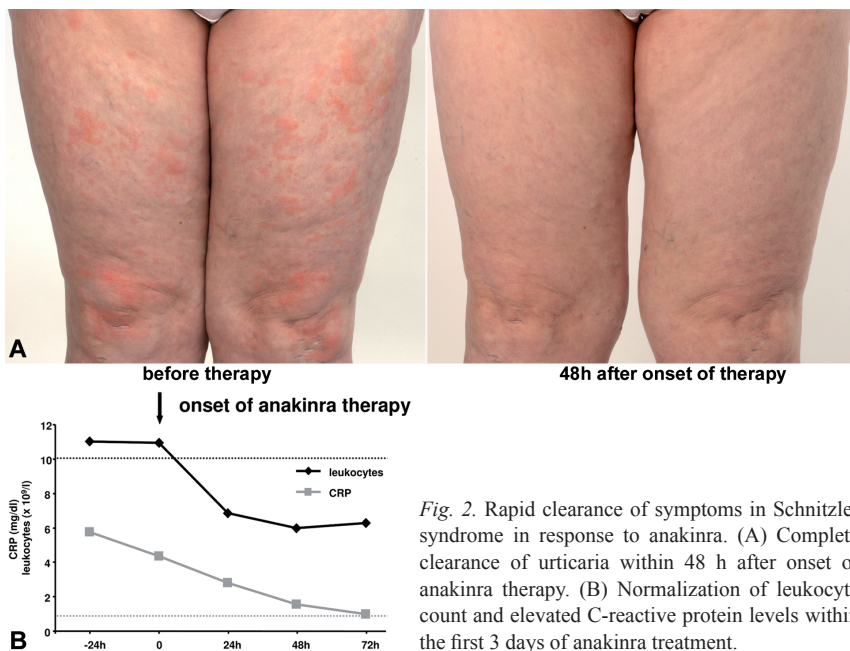 A
before therapy
48h after onset of therapy
onset of anakinra therapy
12
10
8
6
4
2
0
CRP (mg/dl)
leukocytes (x 10⁹/l)
leukocytes
CRP
-24h
0
24h
48h
72h
B
Fig. 2. Rapid clearance of symptoms in Schnitzle
syndrome in response to anakinra. (A) Complet
clearance of urticaria within 48 h after onset o
anakinra therapy. (B) Normalization of leukocyt
count and elevated C-reactive protein levels withi
the first 3 days of anakinra treatment.